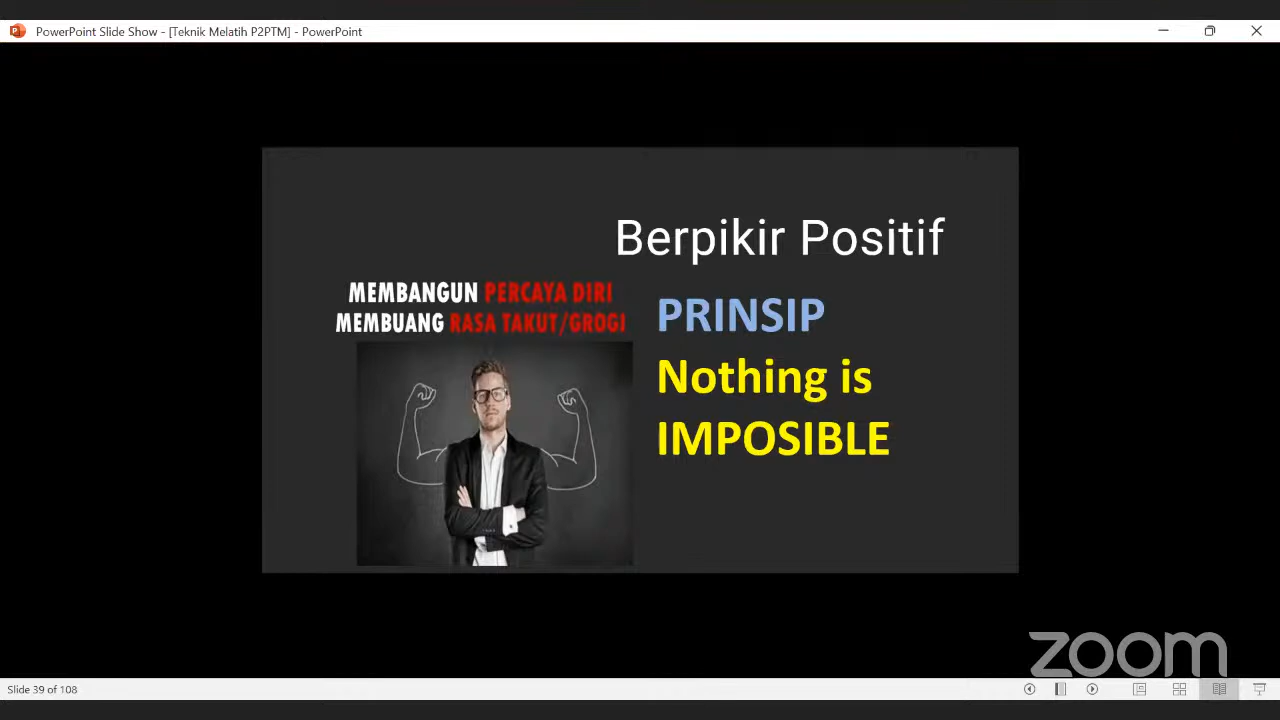 PowerPoint Slide Show - [Teknik Melatih P2PTM] - PowerPoint
Berpikir Positif
MEMBANGUN PERCAYA DIRI
MEMBUANG RASA TAKUT/GROGI
PRINSIP
Nothing is
IMPOSIBLE
zoom
Slide 39 of 108